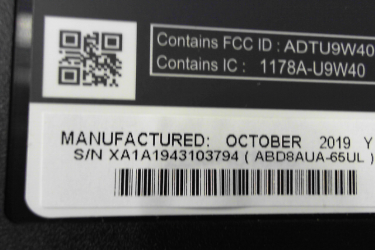 Contains FCC ID : ADTU9W40
Contains IC : 1178A-U9W40
MANUFACTURED: OCTOBER 2019 Y
S/N XA1A1943103794 ( ABD8AUA-65UL )